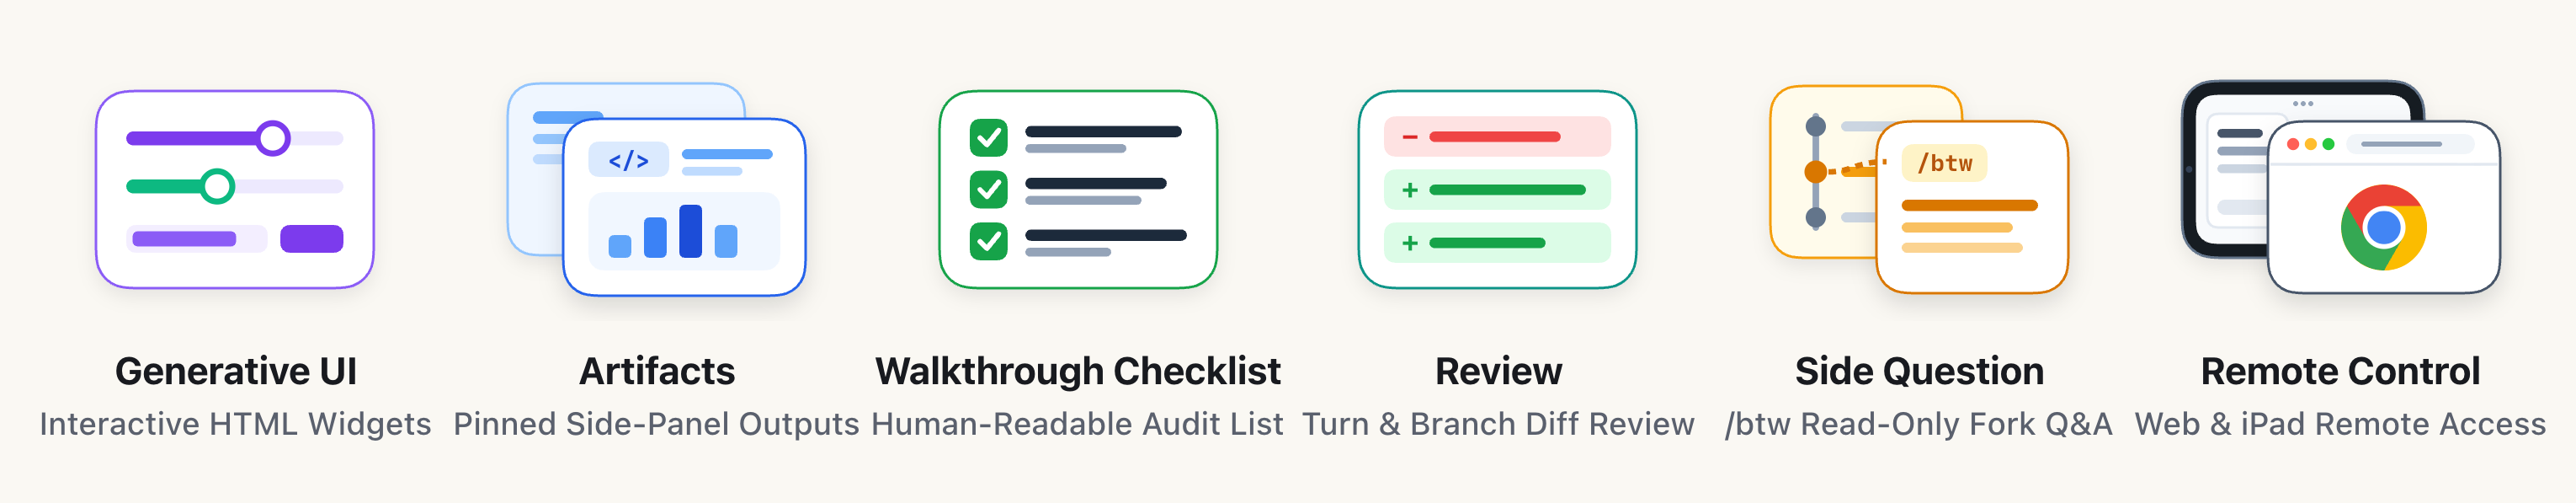 </>
/btw
Generative UI
Artifacts
Walkthrough Checklist
Review
Side Question
Remote Control
Interactive HTML Widgets
Pinned Side-Panel Outputs
Human-Readable Audit List
Turn & Branch Diff Review
/btw Read-Only Fork Q&A
Web & iPad Remote Access